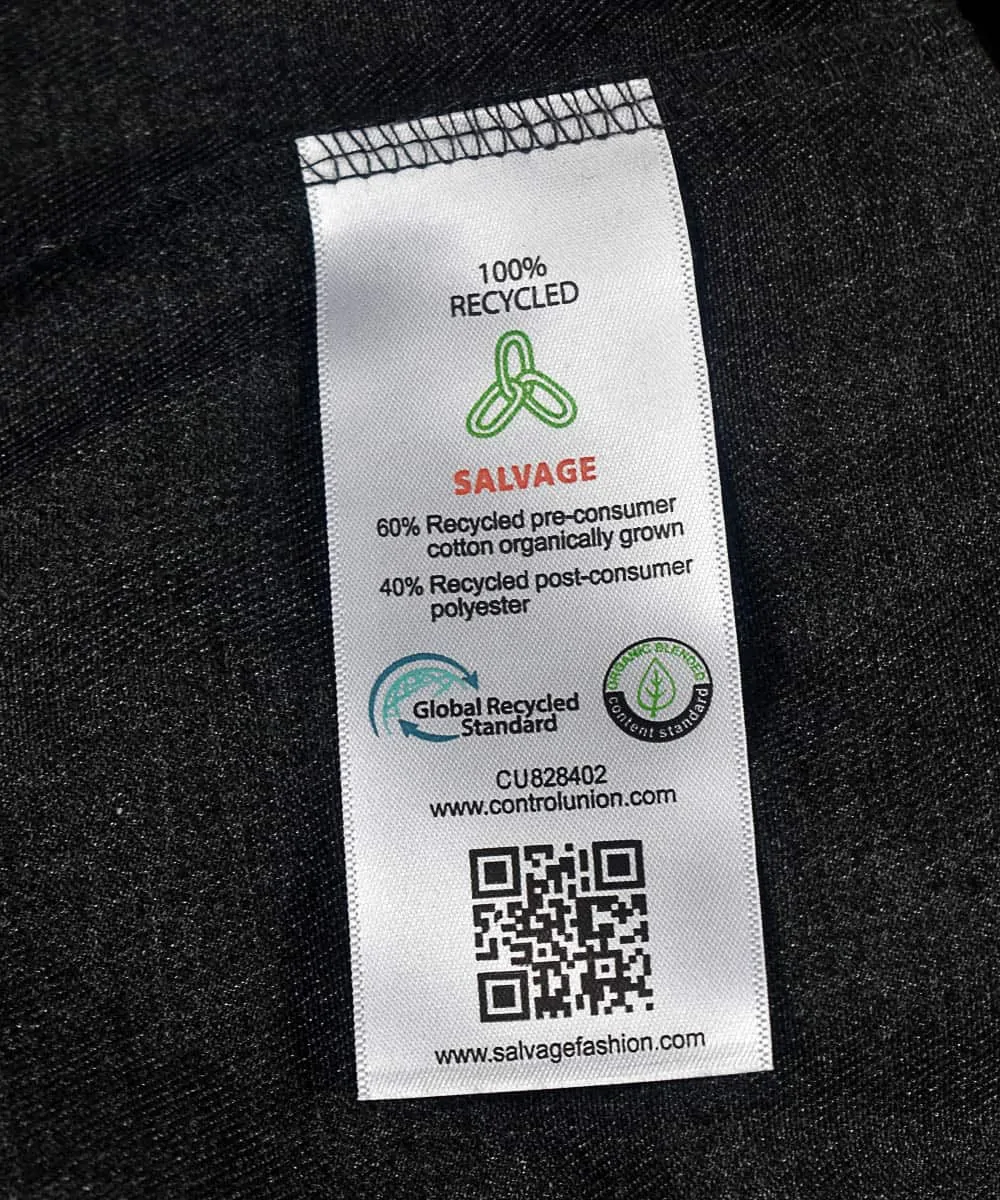 100%
RECYCLED
SALVAGE
60% Recycled pre-consumer
cotton organically grown
40% Recycled post-consumer
polyester
Global Recycled
Standard
ORGANIC BLENDED
content standard
CU828402
www.controlunion.com
www.salvagefashion.com